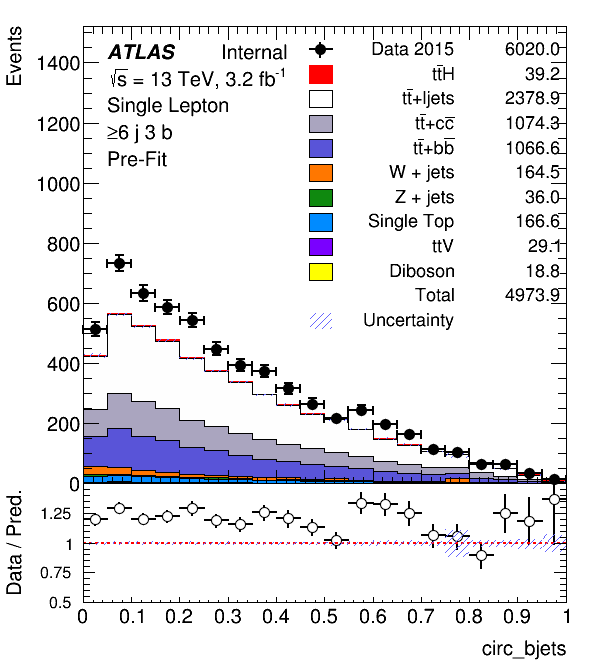 Events
1400
1200
1000
800
600
400
200
0
ATLAS Internal
√s = 13 TeV, 3.2 fb⁻¹
Single Lepton
≥6 j 3 b
Pre-Fit
Data 2015 6020.0
tt̄H 39.2
tt̄+ljets 2378.9
tt̄+cc̄ 1074.3
tt̄+bb̄ 1066.6
W + jets 164.5
Z + jets 36.0
Single Top 166.6
ttV 29.1
Diboson 18.8
Total 4973.9
Uncertainty
Data / Pred.
1.25
1
0.75
0.5
0 0.1 0.2 0.3 0.4 0.5 0.6 0.7 0.8 0.9 1
circ_bjets